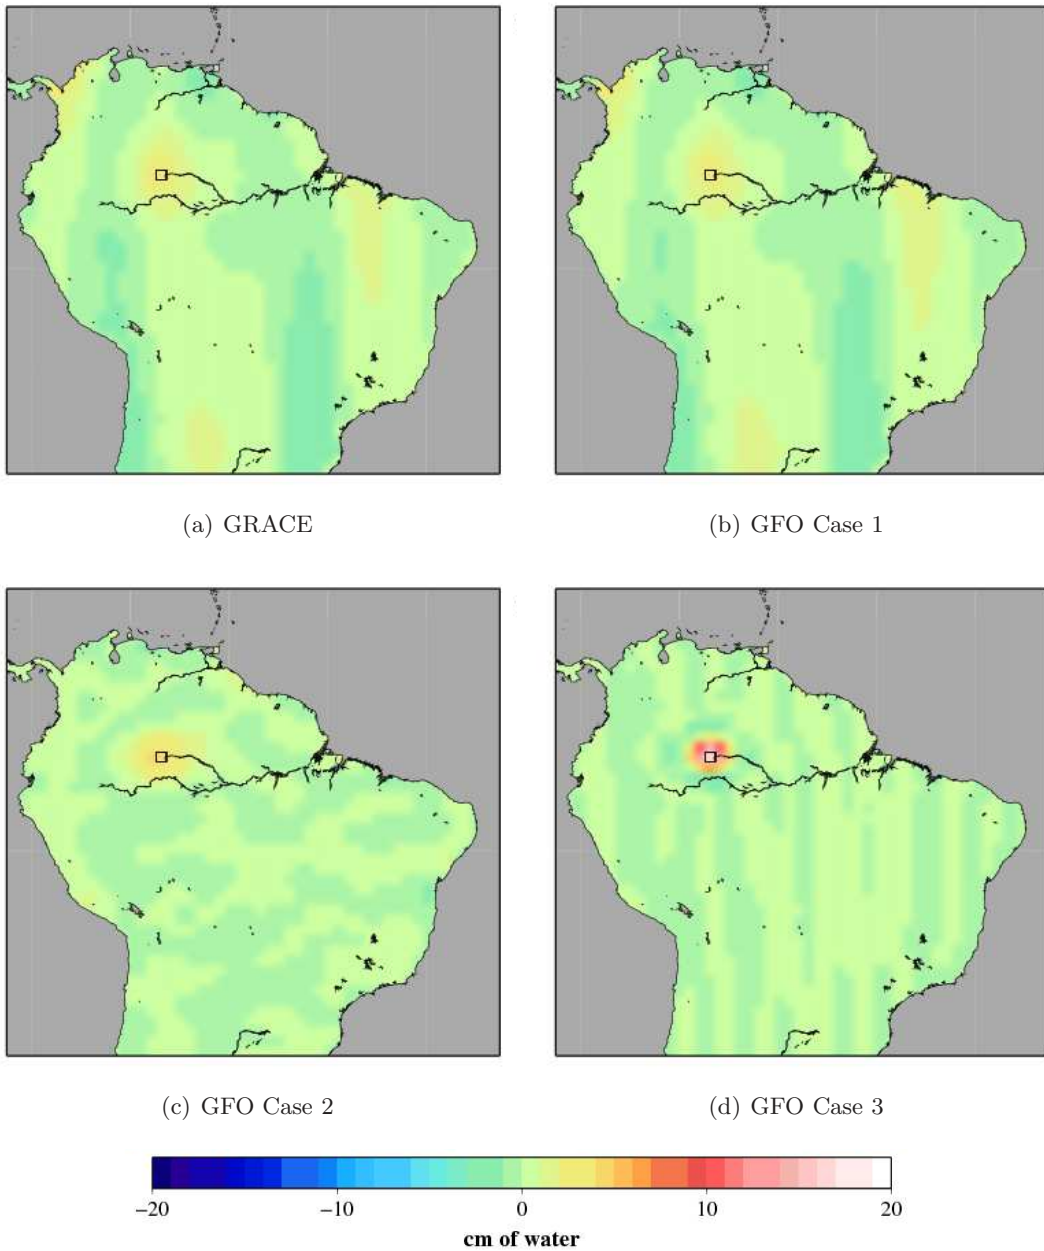 (a) GRACE
(b) GFO Case 1
(c) GFO Case 2
(d) GFO Case 3
−20
−10
0
10
20
cm of water